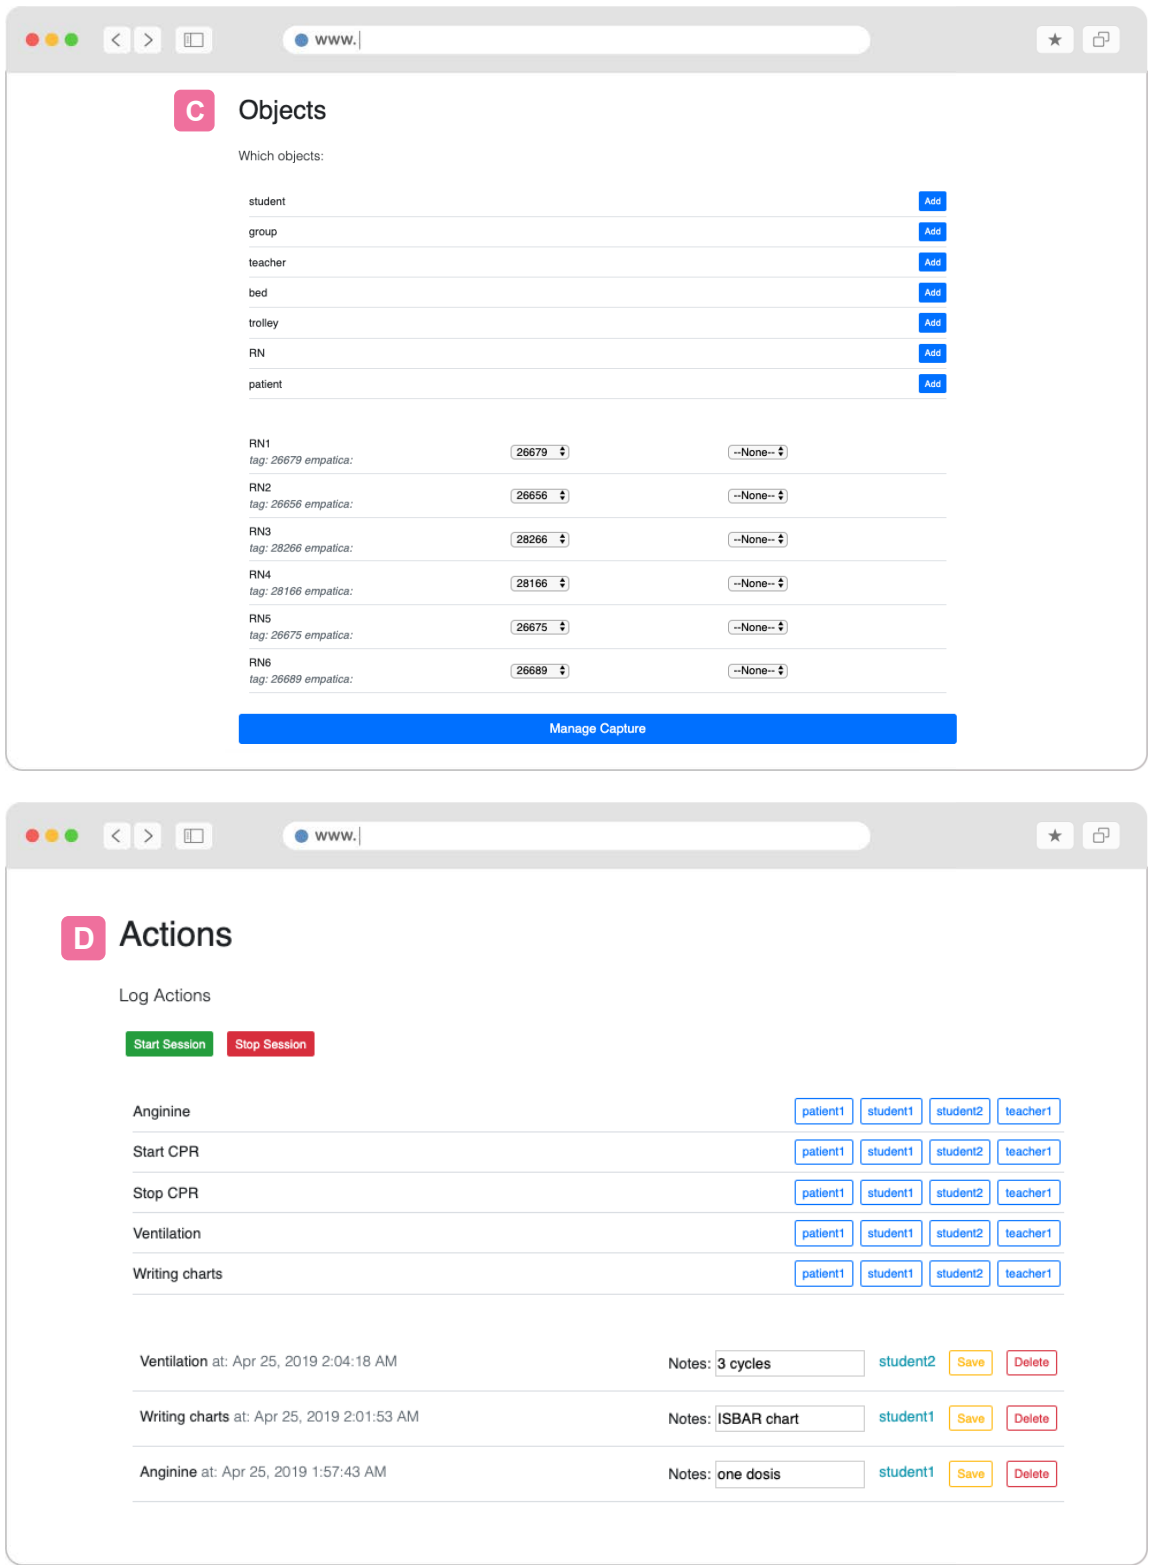 www.
C Objects
Which objects:
student Add
group Add
teacher Add
bed Add
trolley Add
RN Add
patient Add
RN1 26679 --None--
tag: 26679 empatica:
RN2 26656 --None--
tag: 26656 empatica:
RN3 28266 --None--
tag: 28266 empatica:
RN4 28166 --None--
tag: 28166 empatica:
RN5 26675 --None--
tag: 26675 empatica:
RN6 26689 --None--
tag: 26689 empatica:
Manage Capture
www.
D Actions
Log Actions
Start Session Stop Session
Anginine patient1 student1 student2 teacher1
Start CPR patient1 student1 student2 teacher1
Stop CPR patient1 student1 student2 teacher1
Ventilation patient1 student1 student2 teacher1
Writing charts patient1 student1 student2 teacher1
Ventilation at: Apr 25, 2019 2:04:18 AM Notes: 3 cycles student2 Save Delete
Writing charts at: Apr 25, 2019 2:01:53 AM Notes: ISBAR chart student1 Save Delete
Anginine at: Apr 25, 2019 1:57:43 AM Notes: one dosis student1 Save Delete